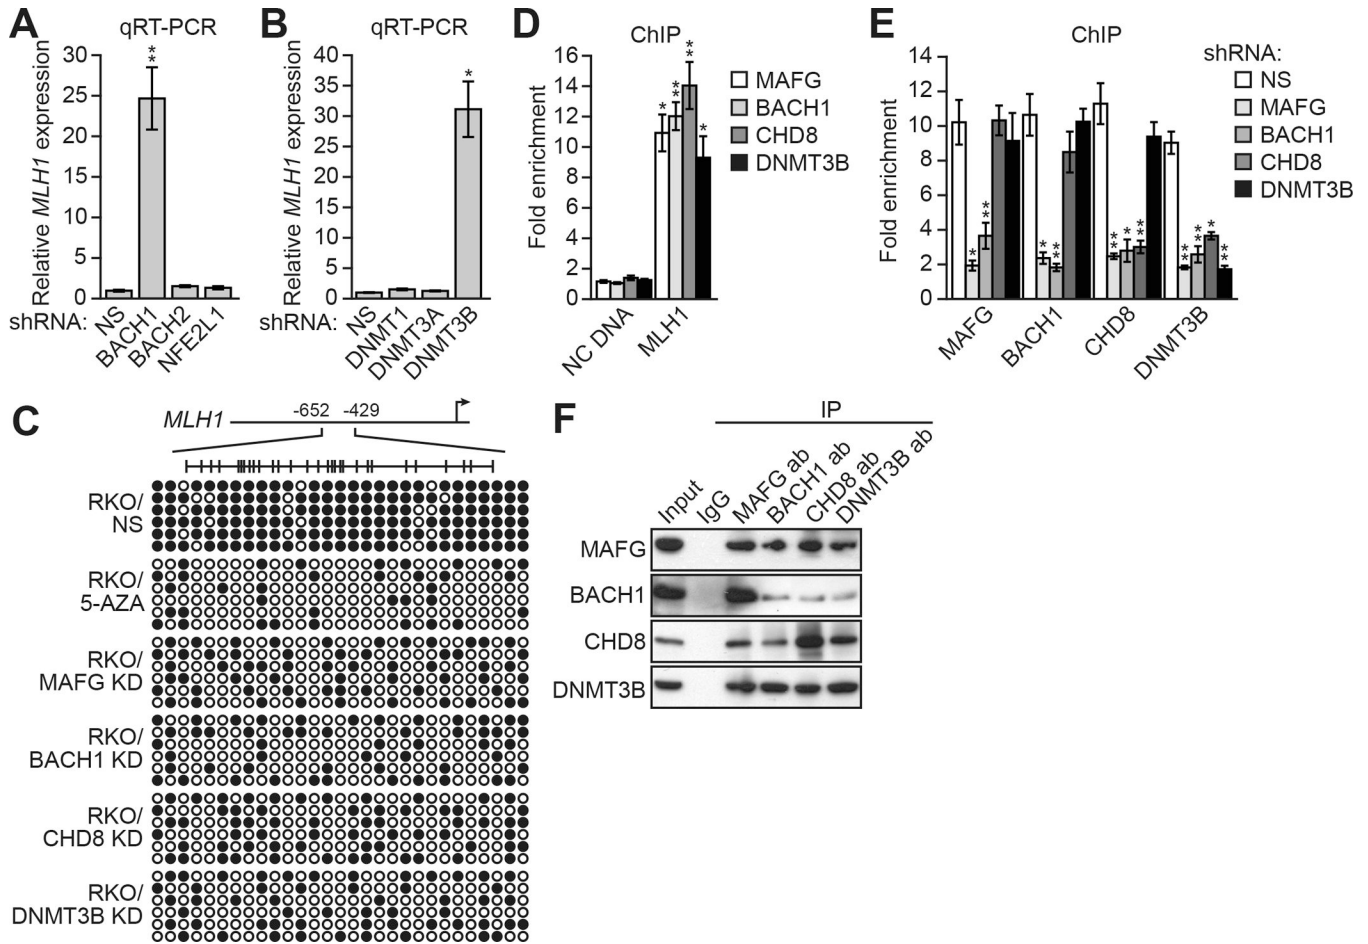 A
qRT-PCR
Relative MLH1 expression
30
25
20
15
10
5
0
**
shRNA:
NS
BACH1
BACH2
NFE2L1
B
qRT-PCR
Relative MLH1 expression
40
35
30
25
20
15
10
5
0
*
shRNA:
NS
DNMT1
DNMT3A
DNMT3B
D
ChIP
Fold enrichment
16
14
12
10
8
6
4
2
0
* ** ** *
NC DNA
MLH1
MAFG
BACH1
CHD8
DNMT3B
E
ChIP
Fold enrichment
14
12
10
8
6
4
2
0
* ** * ** ** * ** ** ** * **
MAFG
BACH1
CHD8
DNMT3B
shRNA:
NS
MAFG
BACH1
CHD8
DNMT3B
C
MLH1
-652 -429
RKO/
NS
RKO/
5-AZA
RKO/
MAFG KD
RKO/
BACH1 KD
RKO/
CHD8 KD
RKO/
DNMT3B KD
F
IP
Input
IgG
MAFG ab
BACH1 ab
CHD8 ab
DNMT3B ab
MAFG
BACH1
CHD8
DNMT3B